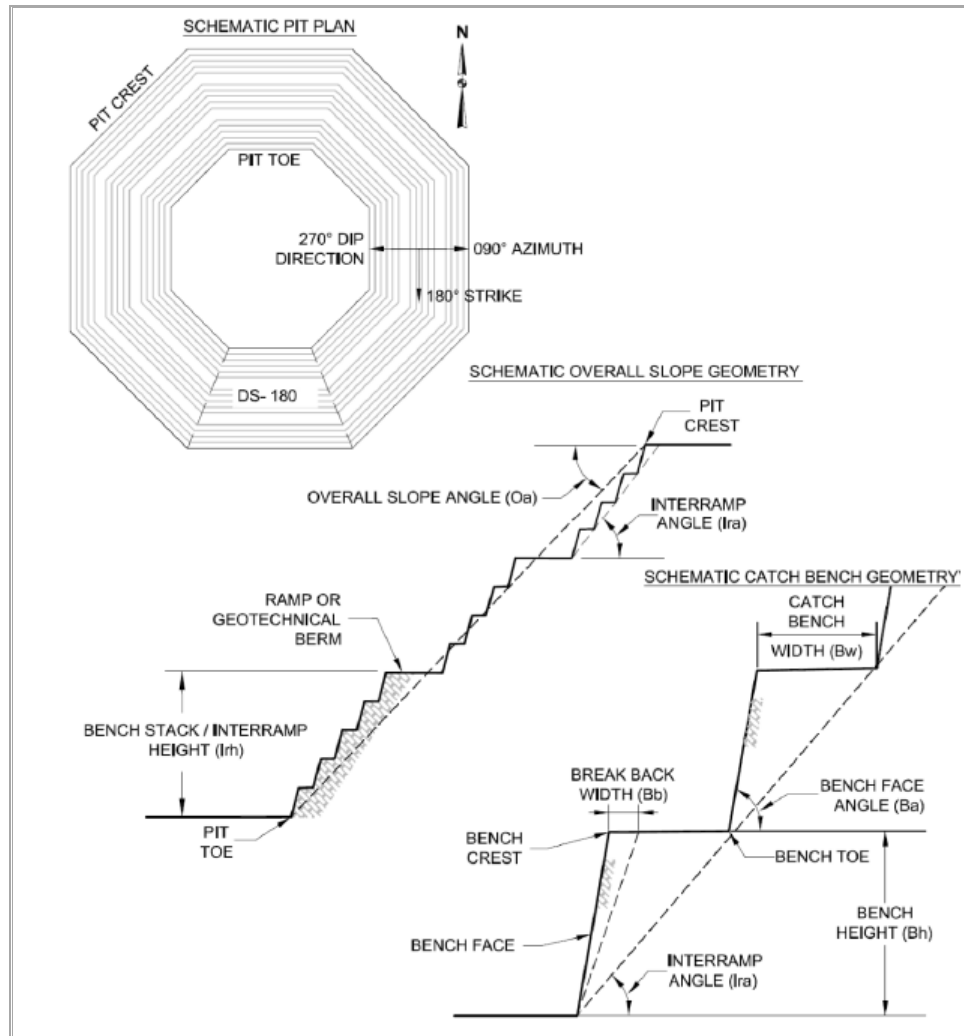 SCHEMATIC PIT PLAN
N
PIT CREST
PIT TOE
270° DIP
DIRECTION
090° AZIMUTH
180° STRIKE
DS- 180
SCHEMATIC OVERALL SLOPE GEOMETRY
PIT
CREST
OVERALL SLOPE ANGLE (Oa)
INTERRAMP
ANGLE (Ira)
RAMP OR
GEOTECHNICAL
BERM
BENCH STACK / INTERRAMP
HEIGHT (Irh)
PIT
TOE
SCHEMATIC CATCH BENCH GEOMETRY
CATCH
BENCH
WIDTH (Bw)
BREAK BACK
WIDTH (Bb)
BENCH FACE
ANGLE (Ba)
BENCH
CREST
BENCH TOE
BENCH FACE
BENCH
HEIGHT (Bh)
INTERRAMP
ANGLE (Ira)